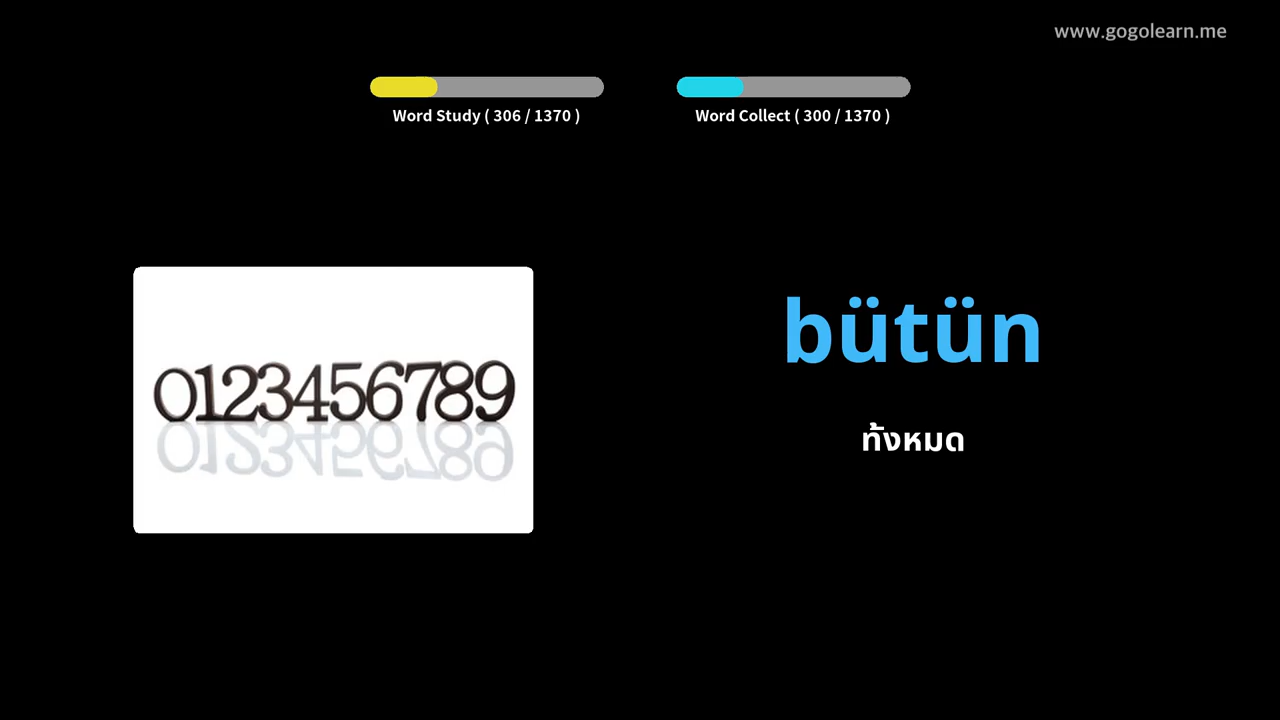 www.gogolearn.me
Word Study ( 306 / 1370 )
Word Collect ( 300 / 1370 )
0123456789
bütün
ทั้งหมด